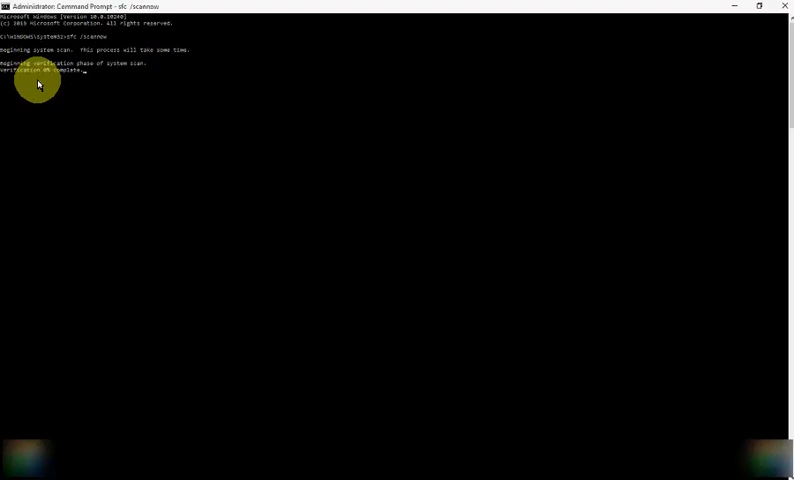 Administrator: Command Prompt - sfc /scannow
Microsoft Windows [Version 10.0.10240]
(c) 2015 Microsoft Corporation. All rights reserved.
C:\WINDOWS\system32>sfc /scannow
Beginning system scan.  This process will take some time.
Beginning verification phase of system scan.
Verification 0% complete.